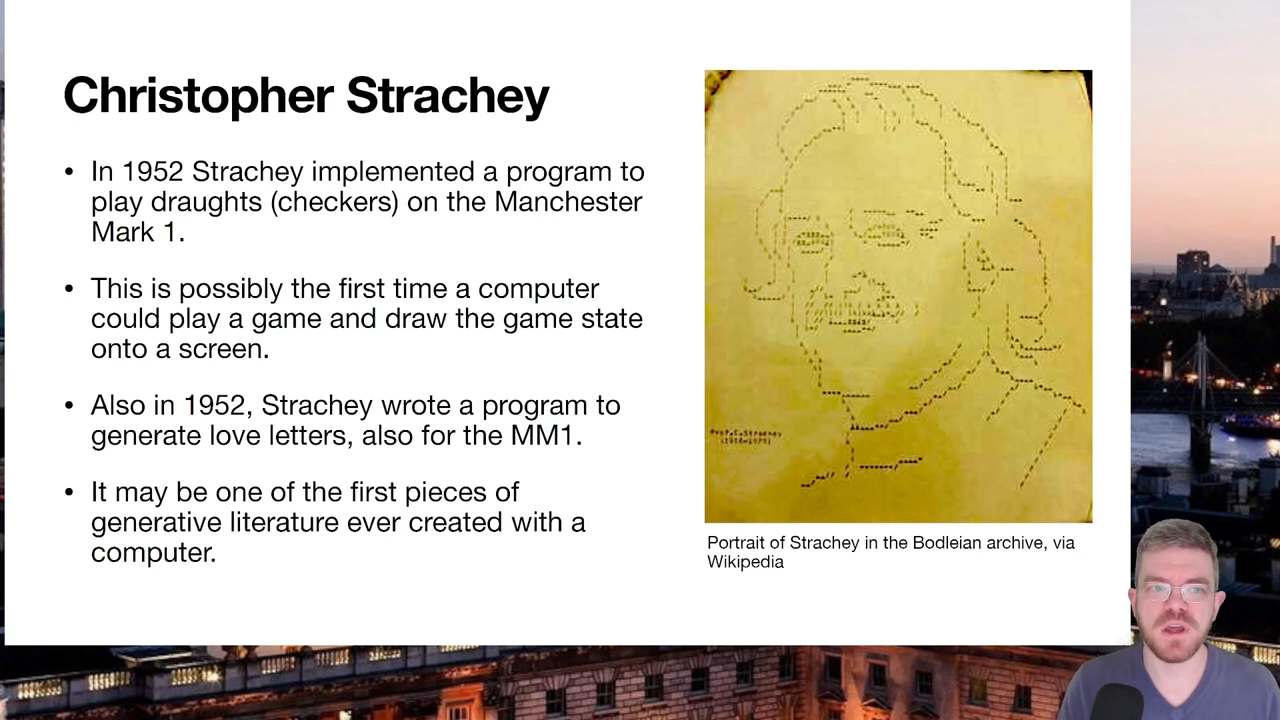 Christopher Strachey
• In 1952 Strachey implemented a program to
play draughts (checkers) on the Manchester
Mark 1.
• This is possibly the first time a computer
could play a game and draw the game state
onto a screen.
• Also in 1952, Strachey wrote a program to
generate love letters, also for the MM1.
• It may be one of the first pieces of
generative literature ever created with a
computer.
Prof.C.Strachey
Portrait of Strachey in the Bodleian archive, via
Wikipedia